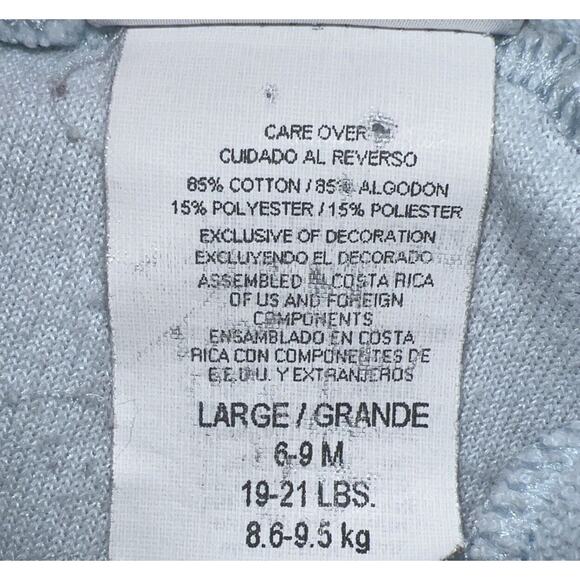 CARE OVER
CUIDADO AL REVERSO
85% COTTON / 85% ALGODON
15% POLYESTER / 15% POLIESTER
EXCLUSIVE OF DECORATION
EXCLUYENDO EL DECORADO
ASSEMBLED IN COSTA RICA
OF US AND FOREIGN
COMPONENTS
ENSAMBLADO EN COSTA
RICA CON COMPONENTES DE
E.E.U.U. Y EXTRANJEROS
LARGE / GRANDE
6-9 M
19-21 LBS.
8.6-9.5 kg